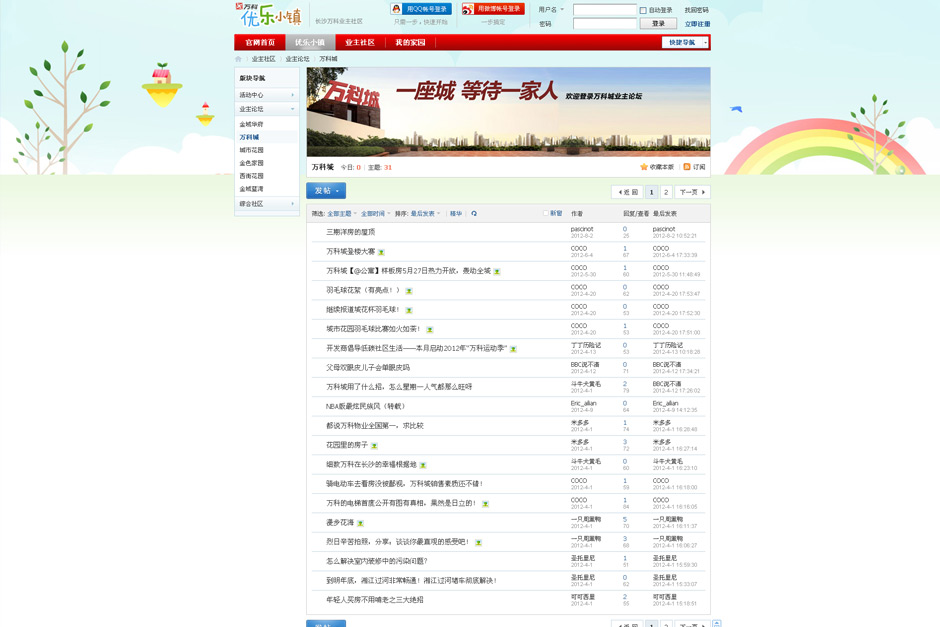 万科
优乐小镇
长沙万科业主社区
用QQ帐号登录
只需一步，快速开始
用微博帐号登录
一步搞定
用户名 自动登录 找回密码
密码 登录 立即注册
官网首页 优乐小镇 业主社区 我的家园 快捷导航
业主社区 业主论坛 万科城
版块导航
活动中心
业主论坛
金域华府
万科城
城市花园
金色家园
西街花园
金域蓝湾
综合社区
万科城 一座城 等待一家人 欢迎登录万科城业主论坛
万科城 今日: 0 主题: 31 收藏本版 订阅
发帖 返回 1 2 下一页
筛选: 全部主题 全部时间 排序: 最后发表 精华 新窗 作者 回复/查看 最后发表
三期洋房的屋顶 pascinot 0 pascinot
2012-8-2 25 2012-8-2 10:52:21
万科城登楼大赛 COCO 1 COCO
2012-6-4 67 2012-6-4 17:33:39
万科城【@公寓】样板房5月27日热力开放，轰动全城 COCO 1 COCO
2012-5-30 60 2012-5-30 11:48:49
羽毛球花絮（有亮点！） COCO 0 COCO
2012-4-20 62 2012-4-20 17:53:47
继续报道城花杯羽毛球！ COCO 0 COCO
2012-4-20 53 2012-4-20 17:52:30
城市花园羽毛球比赛如火如荼！ COCO 1 COCO
2012-4-20 53 2012-4-20 17:51:00
开发商倡导低碳社区生活——本月启动2012年"万科运动季" 丁丁历险记 0 丁丁历险记
2012-4-13 53 2012-4-13 10:18:28
父母双眼皮儿子会单眼皮吗 BBC说不清 0 BBC说不清
2012-4-12 71 2012-4-12 17:34:21
万科城用了什么招，怎么星期一人气都那么旺呀 斗牛犬黄毛 2 BBC说不清
2012-4-1 79 2012-4-12 17:26:02
NBA版最炫民族风（转载） Eric_allan 0 Eric_allan
2012-4-9 64 2012-4-9 14:12:35
都说万科物业全国第一，求比较 米多多 1 米多多
2012-4-1 74 2012-4-1 16:28:48
花园里的房子 米多多 3 米多多
2012-4-1 72 2012-4-1 16:27:14
细数万科在长沙的幸福根据地 斗牛犬黄毛 0 斗牛犬黄毛
2012-4-1 60 2012-4-1 16:23:10
骑电动车去看房没被鄙视，万科城销售素质还不错！ COCO 1 COCO
2012-4-1 59 2012-4-1 16:18:00
万科的电梯首度公开有图有真相，果然是日立的！ COCO 1 COCO
2012-4-1 84 2012-4-1 16:16:05
漫步花海 一只周黑鸭 5 一只周黑鸭
2012-4-1 70 2012-4-1 16:11:37
烈日辛苦拍照，分享，谈谈你最直观的感受吧！ 一只周黑鸭 3 一只周黑鸭
2012-4-1 68 2012-4-1 16:08:27
怎么解决室内装修中的污染问题? 圣托里尼 1 圣托里尼
2012-4-1 51 2012-4-1 15:59:30
到明年底，湘江过河非常畅通！湘江过河堵车彻底解决！ 圣托里尼 0 圣托里尼
2012-4-1 62 2012-4-1 15:33:07
年轻人买房不用啃老之三大绝招 可可西里 2 可可西里
2012-4-1 55 2012-4-1 15:15:51
发帖 返回 1 2 下一页